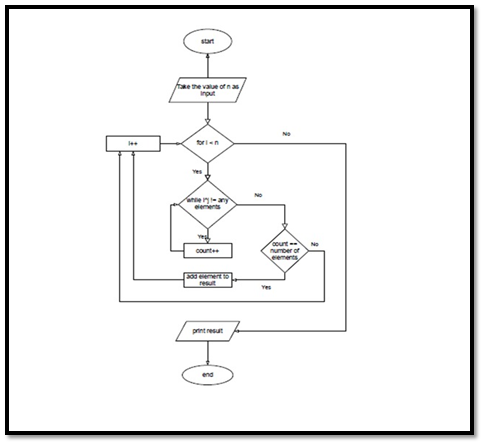 start
Take the value of n as
input
i++
for i < n
No
Yes
while i*j != any
elements
No
Yes
count++
count ==
number of
elements
No
add element to
result
Yes
print result
end